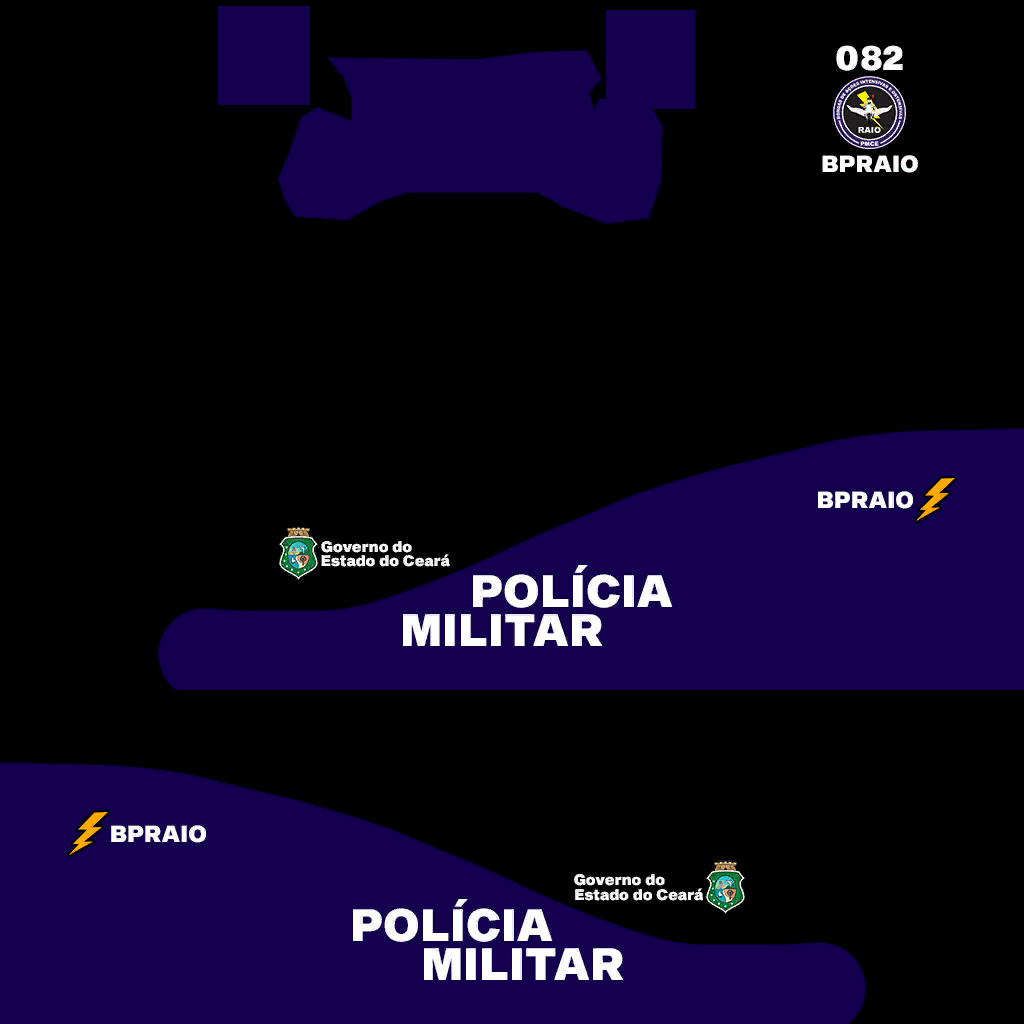 082
RAIO
PMCE
BPRAIO
BPRAIO
Governo do
Estado do Ceará
POLÍCIA
MILITAR
BPRAIO
Governo do
Estado do Ceará
POLÍCIA
MILITAR